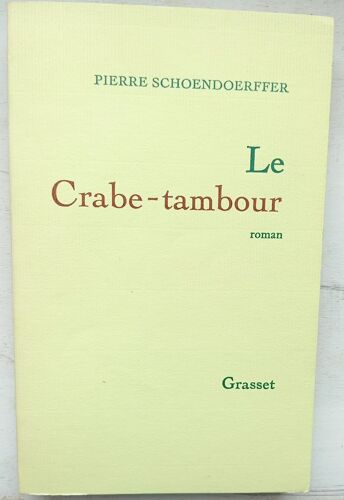 PIERRE SCHOENDOERFFER
Le
Crabe-tambour
roman
Grasset